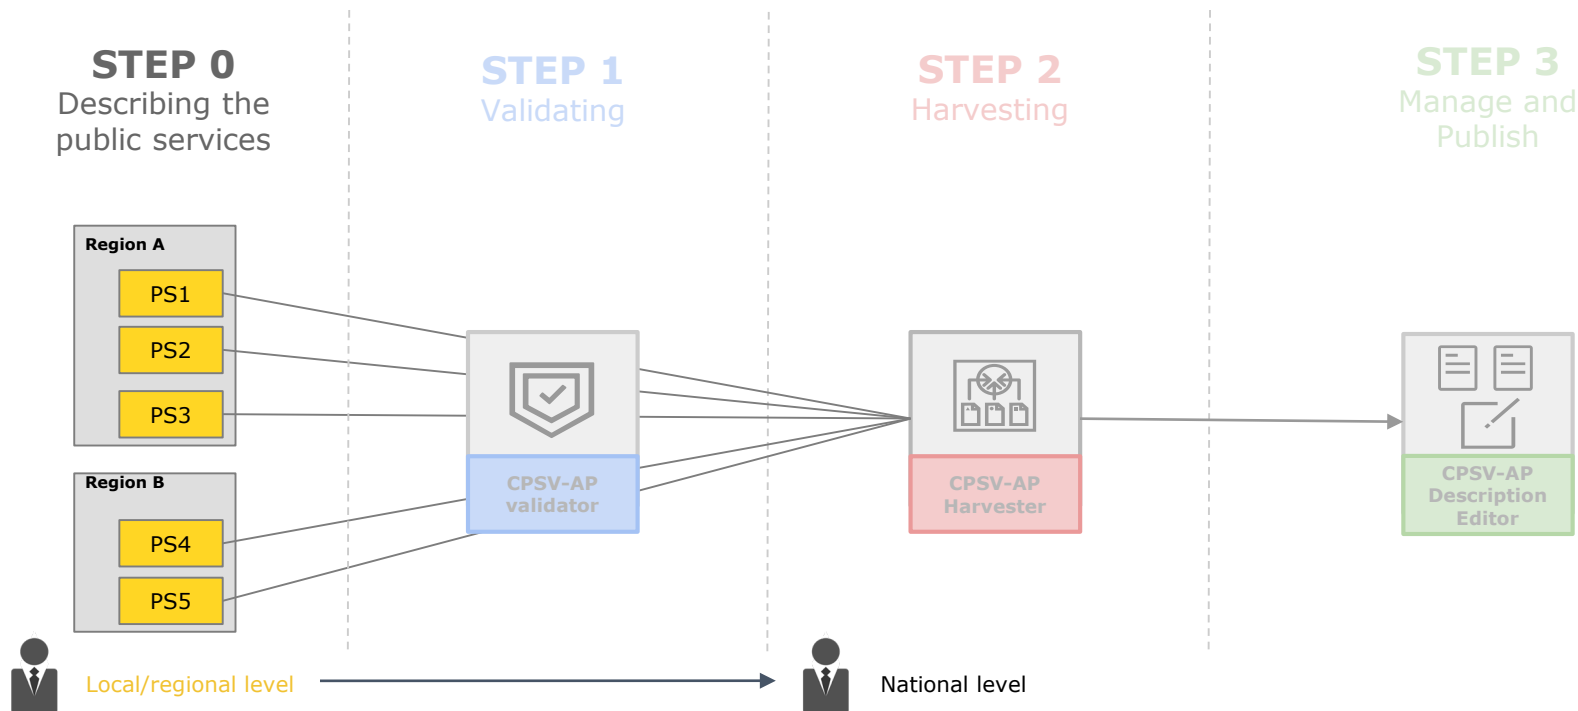 STEP 0
Describing the
public services
STEP 1
Validating
STEP 2
Harvesting
STEP 3
Manage and
Publish
Region A
PS1
PS2
PS3
Region B
PS4
PS5
CPSV-AP
validator
CPSV-AP
Harvester
CPSV-AP
Description
Editor
Local/regional level
National level